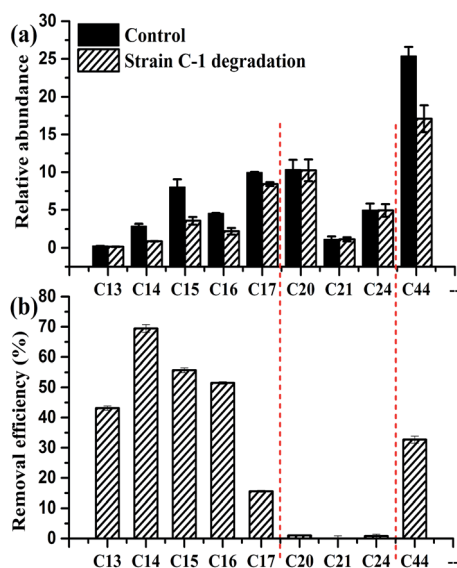 (a)
Control
Strain C-1 degradation
Relative abundance
30
25
20
15
10
5
0
C13 C14 C15 C16 C17 C20 C21 C24 C44 --
(b)
Removal efficiency (%)
80
70
60
50
40
30
20
10
0
C13 C14 C15 C16 C17 C20 C21 C24 C44 --